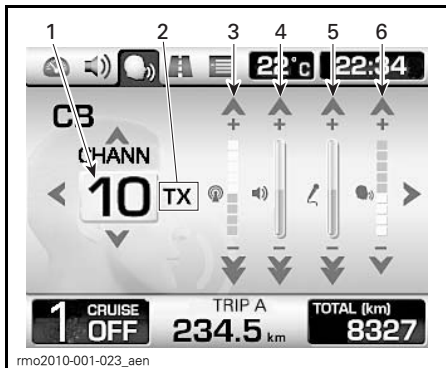 1 2 3 4 5 6
22°c 22:34
CB
CHANN
10 TX
+ + + +
- - - -
1 CRUISE OFF
TRIP A
234.5 km
TOTAL (km)
8327
rmo2010-001-023_aen